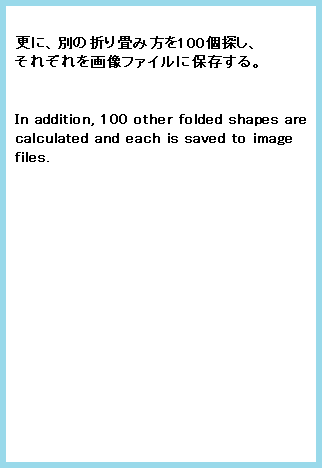 更に、別の折り畳み方を100個探し、
それぞれを画像ファイルに保存する。
In addition, 100 other folded shapes are
calculated and each is saved to image
files.